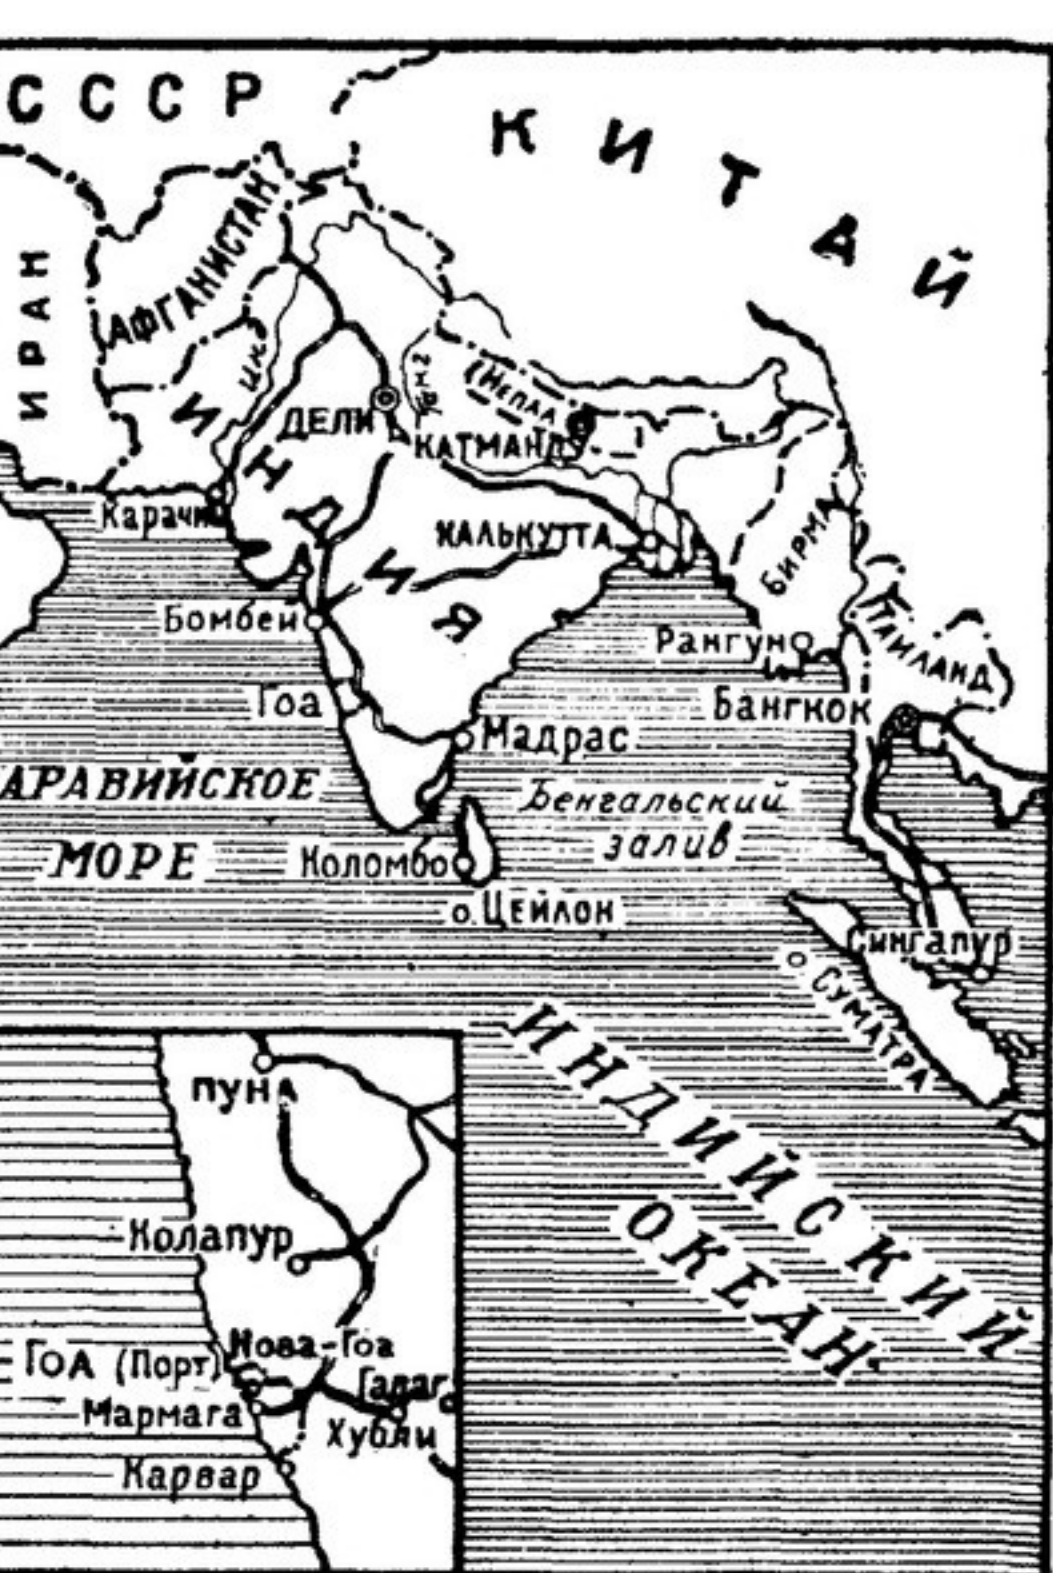 СССР
КИТАЙ
ИРАН
АФГАНИСТАН
ИНД
(НЕПАЛ
ДЕЛИ
КАТМАНДУ
ИНДИЯ
Карачи
КАЛЬКУТТА
БИРМА
Бомбей
Рангун
ТАИЛАНД
Гоа
Бангкок
Мадрас
АРАВИЙСКОЕ
МОРЕ
Бенгальский
залив
Коломбо
о.ЦЕЙЛОН
Сингапур
о. СУМАТРА
ИНДИЙСКИЙ
ОКЕАН
ПУНА
Колапур
Нова-Гоа
ГОА (Порт)
Гадаг
Мармага
Хубли
Карвар